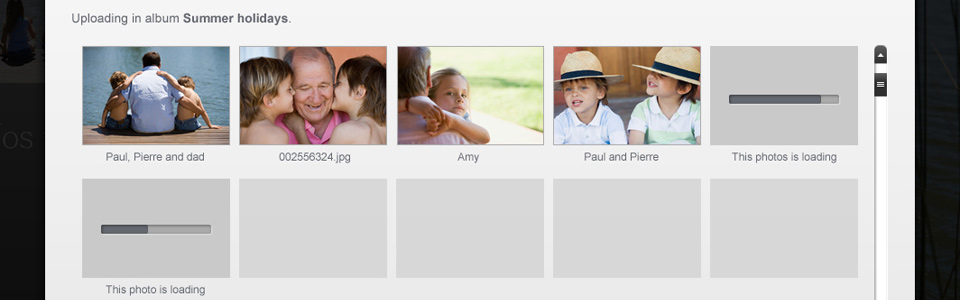 Uploading in album Summer holidays.
os
Paul, Pierre and dad
002556324.jpg
Amy
Paul and Pierre
This photos is loading
This photo is loading